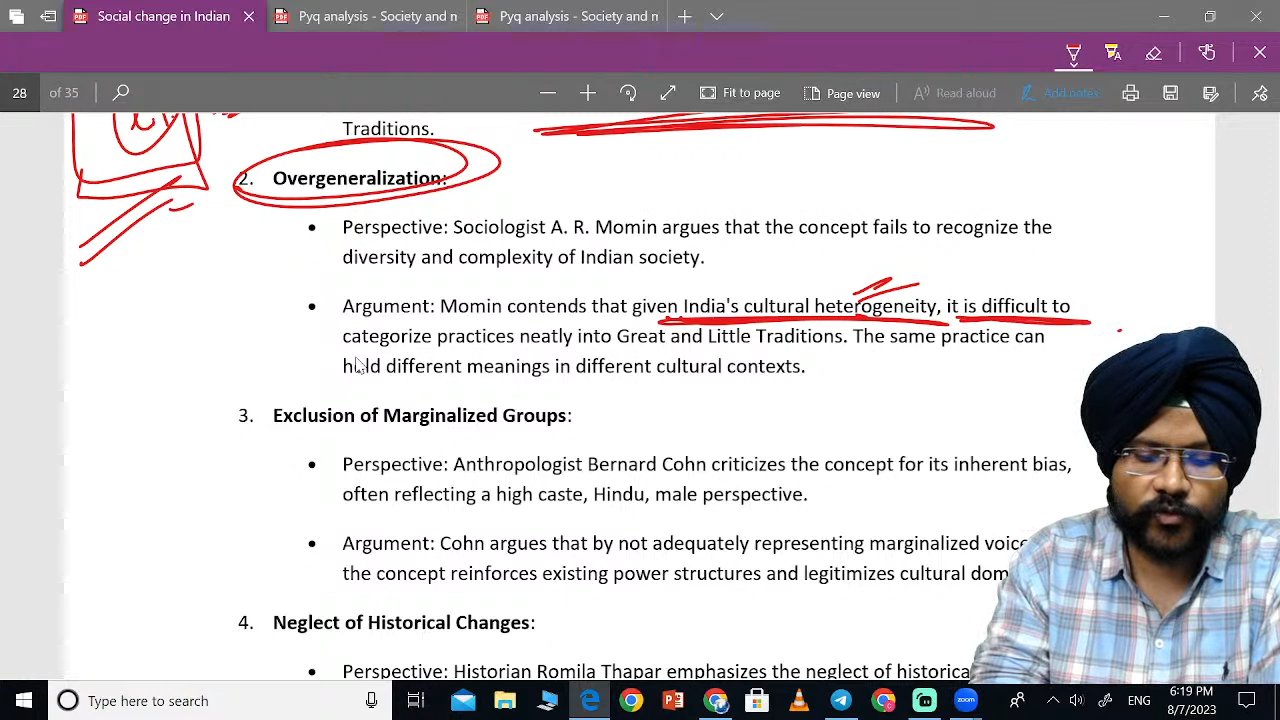 Social change in Indian
Pyq analysis - Society and n
Pyq analysis - Society and n
28 of 35
Fit to page
Page view
Read aloud
Add notes
Traditions.
2. Overgeneralization:
• Perspective: Sociologist A. R. Momin argues that the concept fails to recognize the
diversity and complexity of Indian society.
• Argument: Momin contends that given India's cultural heterogeneity, it is difficult to
categorize practices neatly into Great and Little Traditions. The same practice can
hold different meanings in different cultural contexts.
3. Exclusion of Marginalized Groups:
• Perspective: Anthropologist Bernard Cohn criticizes the concept for its inherent bias,
often reflecting a high caste, Hindu, male perspective.
• Argument: Cohn argues that by not adequately representing marginalized voice
the concept reinforces existing power structures and legitimizes cultural dom
4. Neglect of Historical Changes:
• Perspective: Historian Romila Thapar emphasizes the neglect of historica
Type here to search
zoom
ENG
6:19 PM
8/7/2023